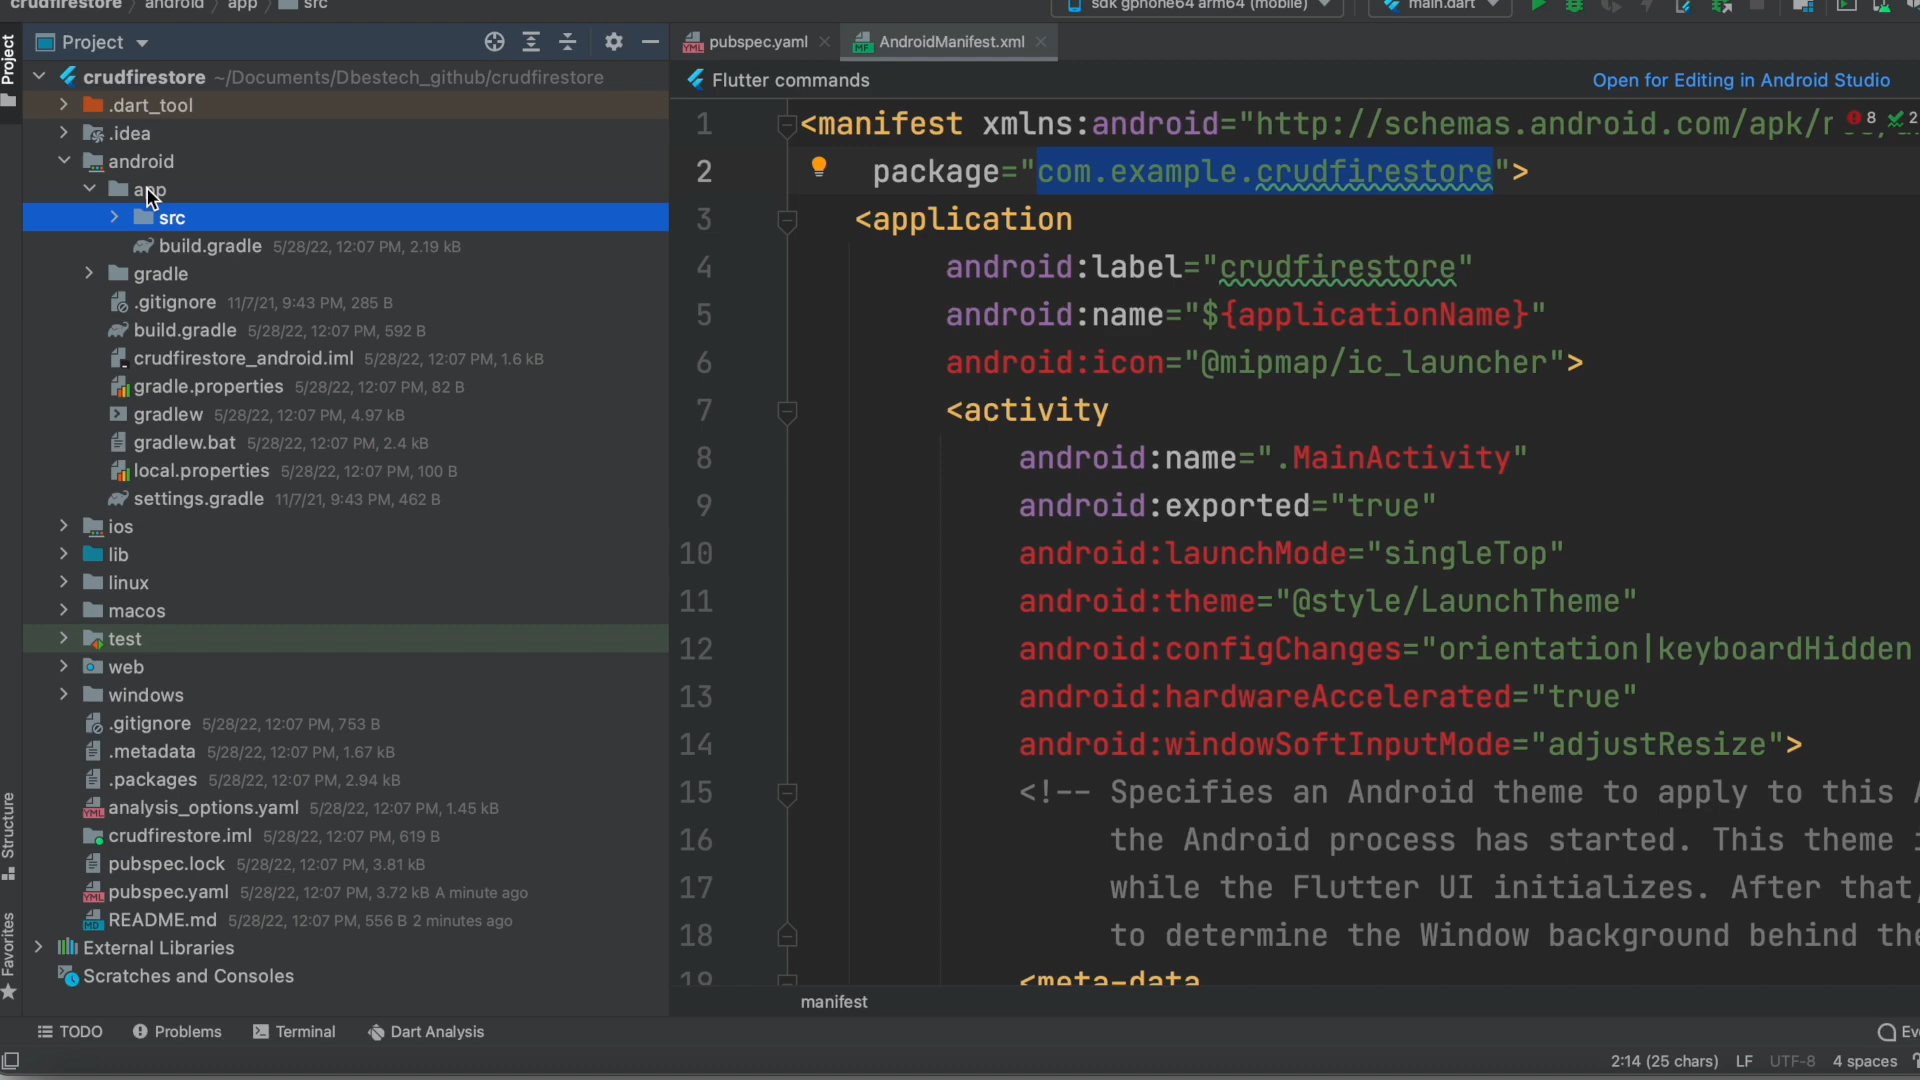 crudfirestore android app src
sdk gphone64 arm64 (mobile) main.dart
Project
Project
pubspec.yaml AndroidManifest.xml
crudfirestore ~/Documents/Dbestech_github/crudfirestore
Flutter commands Open for Editing in Android Studio
.dart_tool
.idea
android
app
src
build.gradle 5/28/22, 12:07 PM, 2.19 kB
gradle
.gitignore 11/7/21, 9:43 PM, 285 B
build.gradle 5/28/22, 12:07 PM, 592 B
crudfirestore_android.iml 5/28/22, 12:07 PM, 1.6 kB
gradle.properties 5/28/22, 12:07 PM, 82 B
gradlew 5/28/22, 12:07 PM, 4.97 kB
gradlew.bat 5/28/22, 12:07 PM, 2.4 kB
local.properties 5/28/22, 12:07 PM, 100 B
settings.gradle 11/7/21, 9:43 PM, 462 B
ios
lib
linux
macos
test
web
windows
.gitignore 5/28/22, 12:07 PM, 753 B
.metadata 5/28/22, 12:07 PM, 1.67 kB
.packages 5/28/22, 12:07 PM, 2.94 kB
analysis_options.yaml 5/28/22, 12:07 PM, 1.45 kB
crudfirestore.iml 5/28/22, 12:07 PM, 619 B
pubspec.lock 5/28/22, 12:07 PM, 3.81 kB
pubspec.yaml 5/28/22, 12:07 PM, 3.72 kB A minute ago
README.md 5/28/22, 12:07 PM, 556 B 2 minutes ago
External Libraries
Scratches and Consoles
Structure
Favorites
1 <manifest xmlns:android="http://schemas.android.com/apk/r 8 2
2 package="com.example.crudfirestore">
3 <application
4 android:label="crudfirestore"
5 android:name="${applicationName}"
6 android:icon="@mipmap/ic_launcher">
7 <activity
8 android:name=".MainActivity"
9 android:exported="true"
10 android:launchMode="singleTop"
11 android:theme="@style/LaunchTheme"
12 android:configChanges="orientation|keyboardHidden
13 android:hardwareAccelerated="true"
14 android:windowSoftInputMode="adjustResize">
15 <!-- Specifies an Android theme to apply to this A
16 the Android process has started. This theme i
17 while the Flutter UI initializes. After that,
18 to determine the Window background behind the
19 <meta-data
manifest
TODO Problems Terminal Dart Analysis Eve
2:14 (25 chars) LF UTF-8 4 spaces